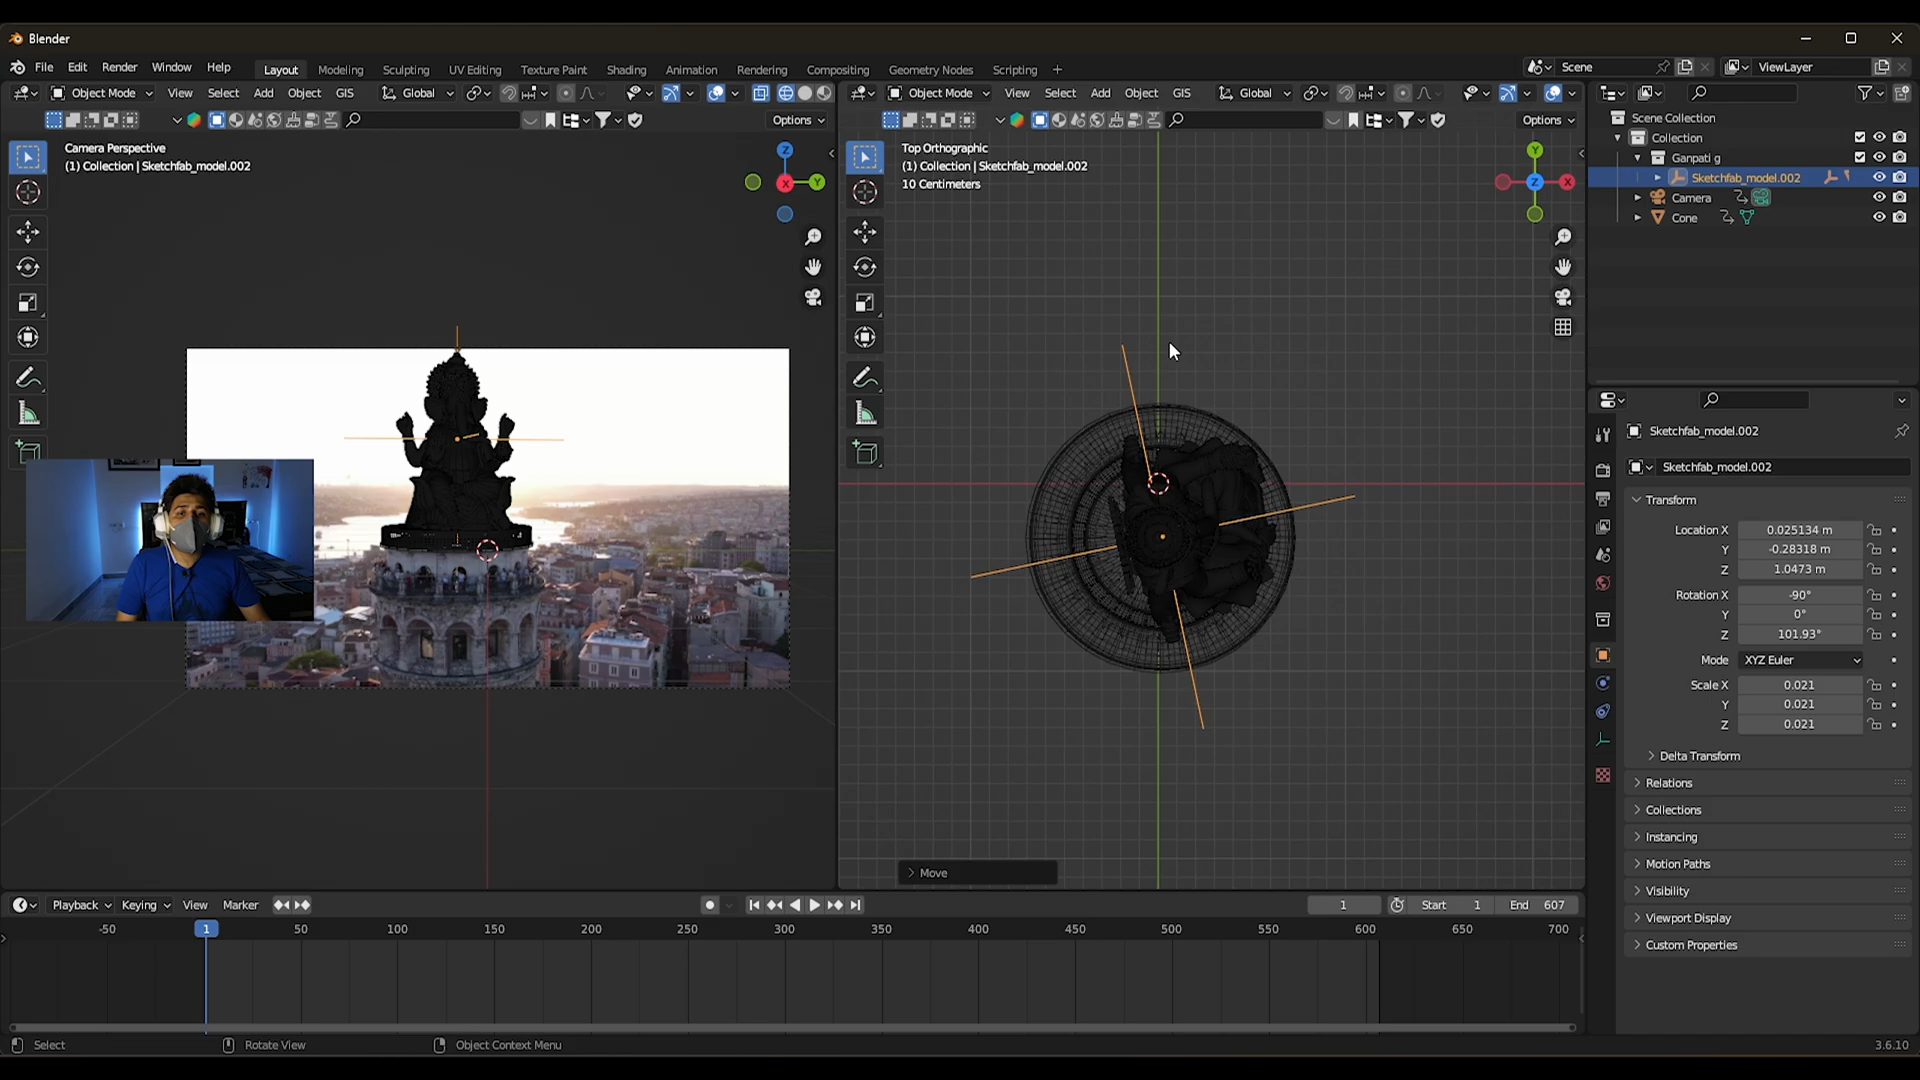 Blender
File Edit Render Window Help
Layout Modeling Sculpting UV Editing Texture Paint Shading Animation Rendering Compositing Geometry Nodes Scripting +
Scene
ViewLayer
Object Mode View Select Add Object GIS Global
Object Mode View Select Add Object GIS Global
Options
Options
Camera Perspective
(1) Collection | Sketchfab_model.002
Z
X
Y
Top Orthographic
(1) Collection | Sketchfab_model.002
10 Centimeters
Y
Z
X
Scene Collection
Collection
Ganpati g
Sketchfab_model.002
Camera
Cone
Sketchfab_model.002
Sketchfab_model.002
Transform
Location X 0.025134 m
Y -0.28318 m
Z 1.0473 m
Rotation X -90°
Y 0°
Z 101.93°
Mode XYZ Euler
Scale X 0.021
Y 0.021
Z 0.021
Delta Transform
Relations
Collections
Instancing
Motion Paths
Visibility
Viewport Display
Custom Properties
Move
Playback Keying View Marker
1 Start 1 End 607
-50 1 50 100 150 200 250 300 350 400 450 500 550 600 650 700
Select Rotate View Object Context Menu
3.6.10